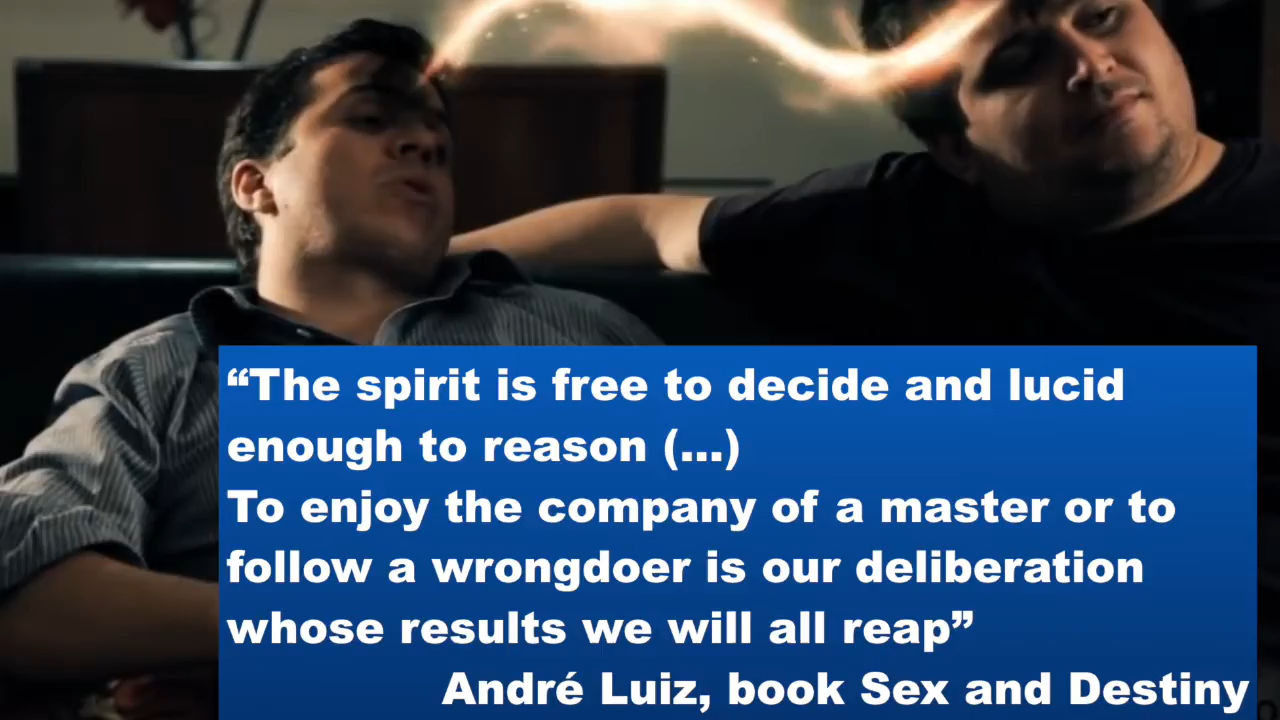 “The spirit is free to decide and lucid
enough to reason (...)
To enjoy the company of a master or to
follow a wrongdoer is our deliberation
whose results we will all reap”
André Luiz, book Sex and Destiny